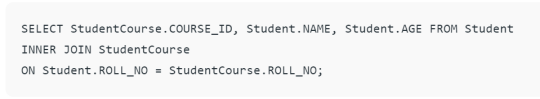 SELECT StudentCourse.COURSE_ID, Student.NAME, Student.AGE FROM Student
INNER JOIN StudentCourse
ON Student.ROLL_NO = StudentCourse.ROLL_NO;